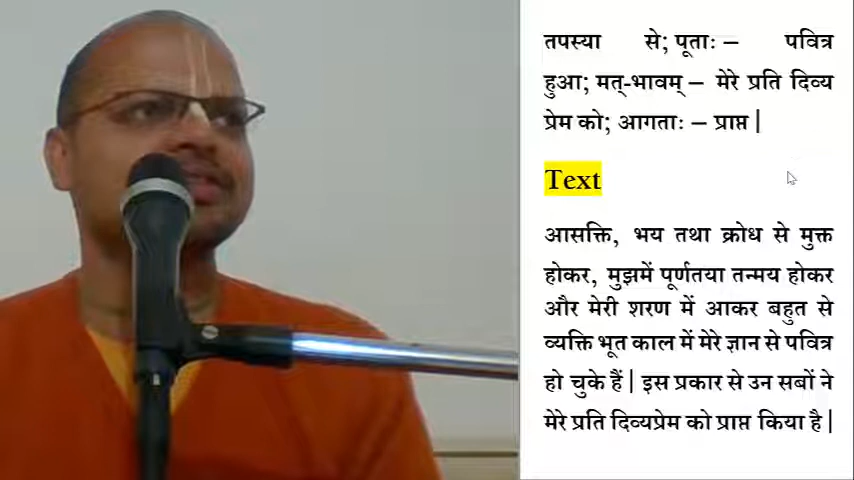 तपस्या से; पूताः – पवित्र
हुआ; मत्-भावम् – मेरे प्रति दिव्य
प्रेम को; आगताः – प्राप्त |
Text
आसक्ति, भय तथा क्रोध से मुक्त
होकर, मुझमें पूर्णतया तन्मय होकर
और मेरी शरण में आकर बहुत से
व्यक्ति भूत काल में मेरे ज्ञान से पवित्र
हो चुके हैं | इस प्रकार से उन सबों ने
मेरे प्रति दिव्यप्रेम को प्राप्त किया है |